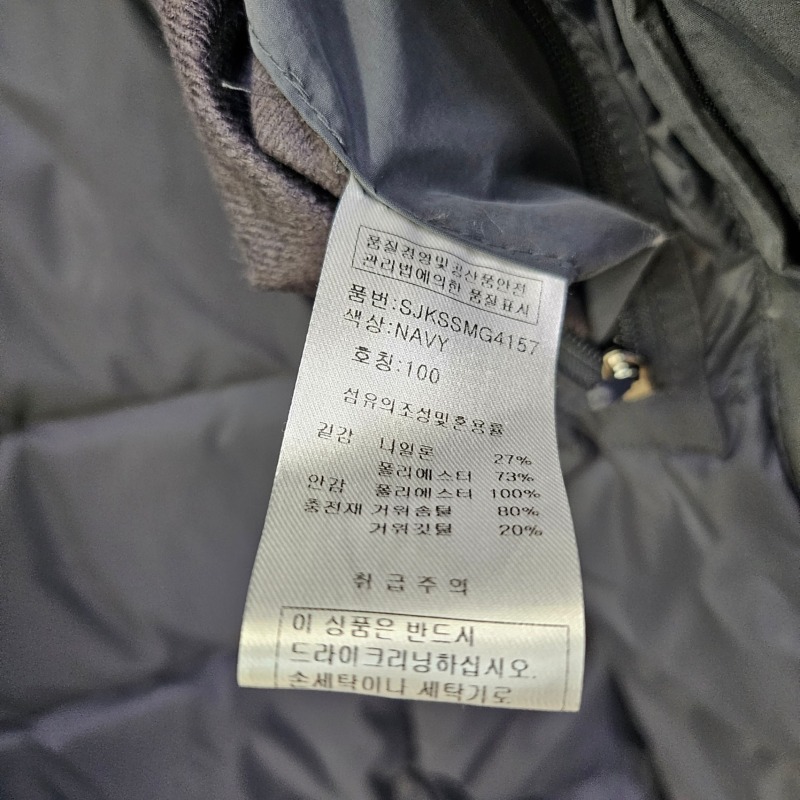 품질경영및공산품안전
관리법에의한 품질표시
품번:SJKSSMG4157
색상:NAVY
호칭:100
섬유의조성및혼용률
겉감 나일론 27%
폴리에스터 73%
안감 폴리에스터 100%
충전재 거위솜털 80%
거위깃털 20%
취급주의
이 상품은 반드시
드라이크리닝하십시오.
손세탁이나 세탁기로